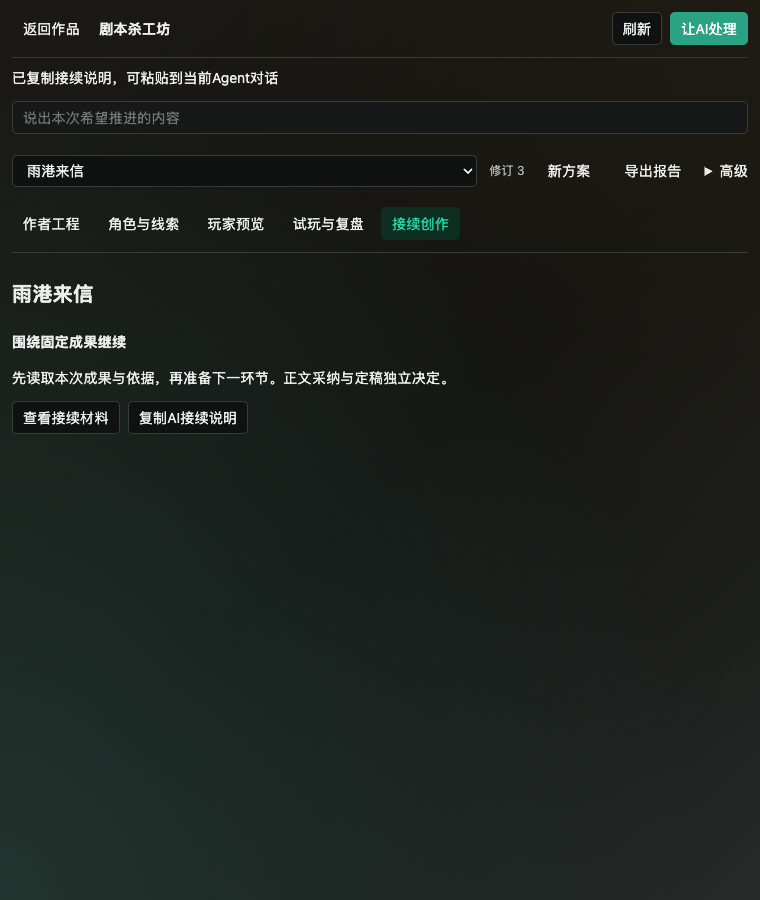 返回作品 剧本杀工坊 刷新 让AI处理
已复制接续说明，可粘贴到当前Agent对话
说出本次希望推进的内容
雨港来信 修订 3 新方案 导出报告 ▶ 高级
作者工程 角色与线索 玩家预览 试玩与复盘 接续创作
雨港来信
围绕固定成果继续
先读取本次成果与依据，再准备下一环节。正文采纳与定稿独立决定。
查看接续材料 复制AI接续说明